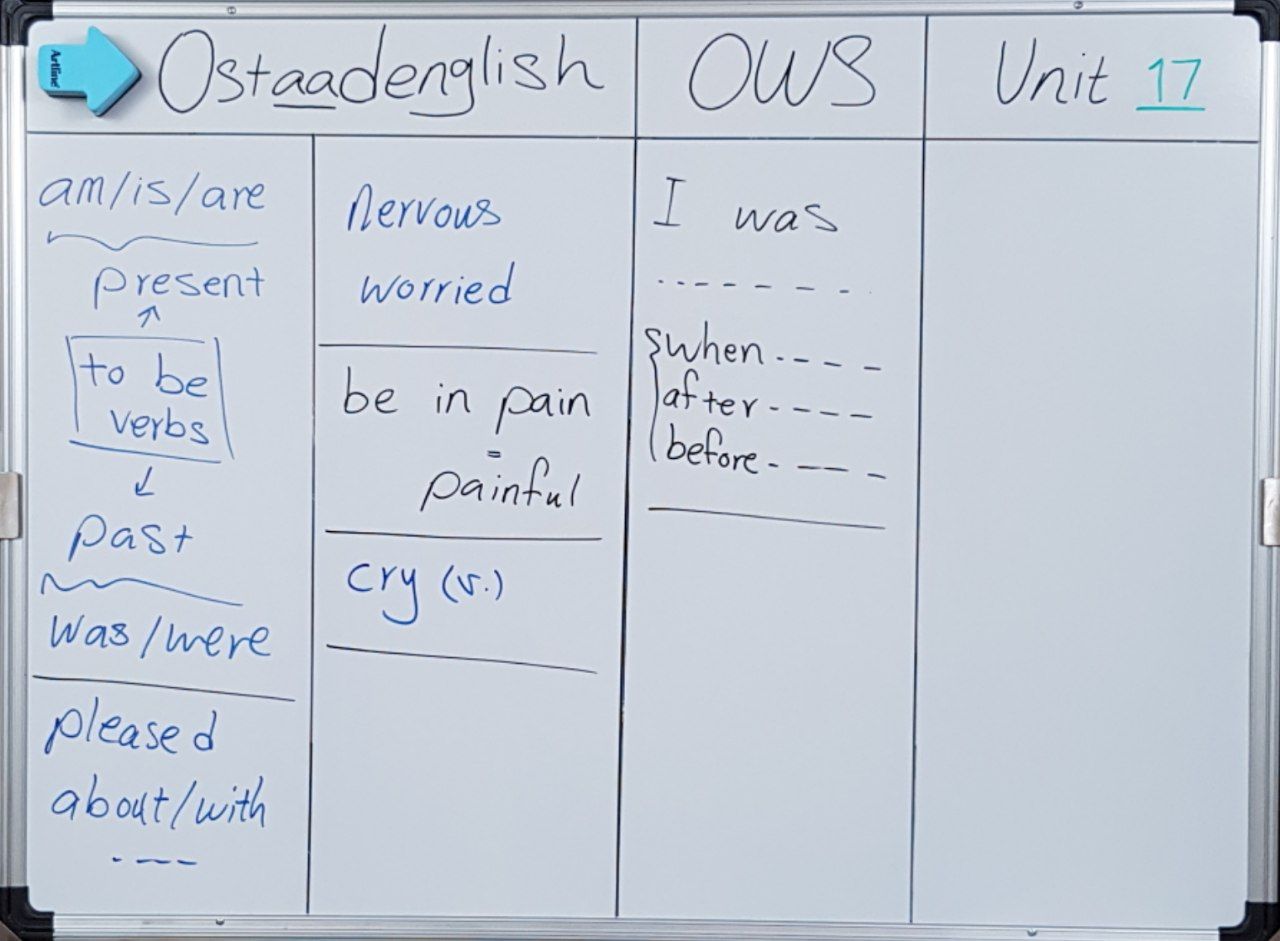 Artline
Ostaadenglish
OWS
Unit 17
am/is/are
present
↑
to be
verbs
↓
past
was/were
pleased
about/with
----
nervous
worried
be in pain
=
painful
cry (v.)
I was
-------
when ----
after ----
before ----